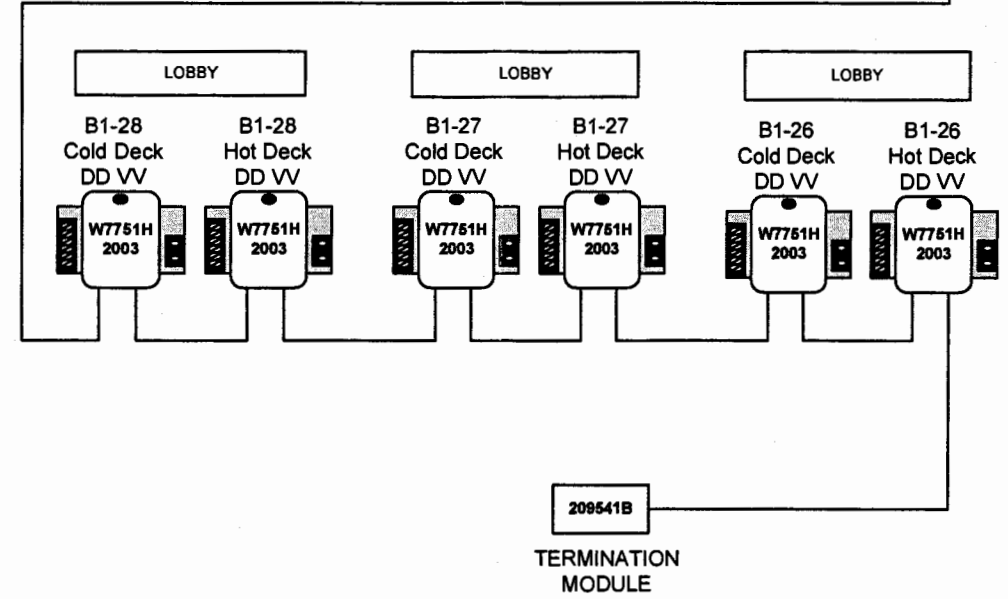 LOBBY
LOBBY
LOBBY
B1-28
Cold Deck
DD VV
B1-28
Hot Deck
DD VV
B1-27
Cold Deck
DD VV
B1-27
Hot Deck
DD VV
B1-26
Cold Deck
DD VV
B1-26
Hot Deck
DD VV
W7751H
2003
W7751H
2003
W7751H
2003
W7751H
2003
W7751H
2003
W7751H
2003
209541B
TERMINATION
MODULE